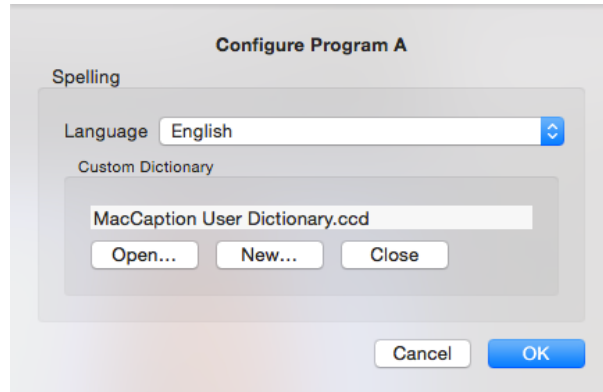 Configure Program A
Spelling
Language English
Custom Dictionary
MacCaption User Dictionary.ccd
Open... New... Close
Cancel OK